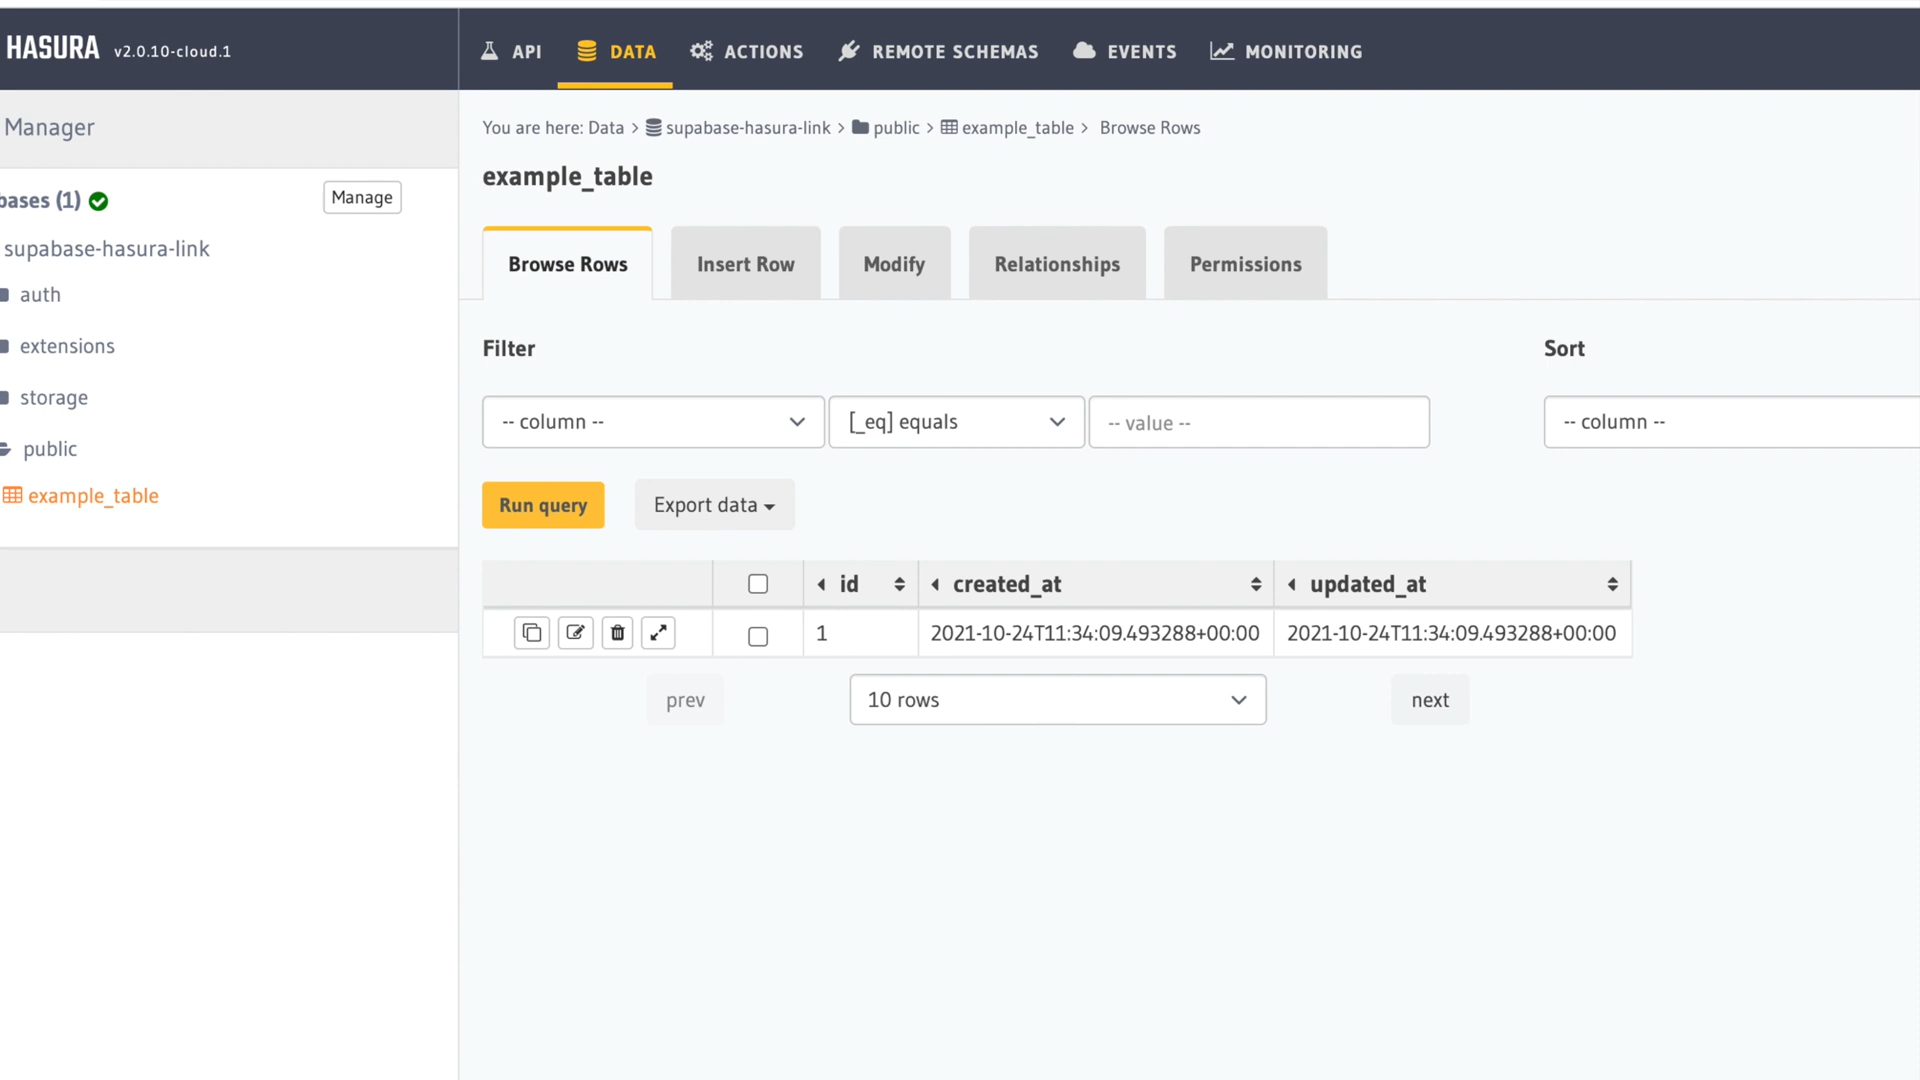 HASURA v2.0.10-cloud.1
API DATA ACTIONS REMOTE SCHEMAS EVENTS MONITORING
Manager
bases (1) Manage
supabase-hasura-link
auth
extensions
storage
public
example_table
You are here: Data > supabase-hasura-link > public > example_table > Browse Rows
example_table
Browse Rows Insert Row Modify Relationships Permissions
Filter Sort
-- column -- [_eq] equals -- value -- -- column --
Run query Export data
id created_at updated_at
1 2021-10-24T11:34:09.493288+00:00 2021-10-24T11:34:09.493288+00:00
prev 10 rows next